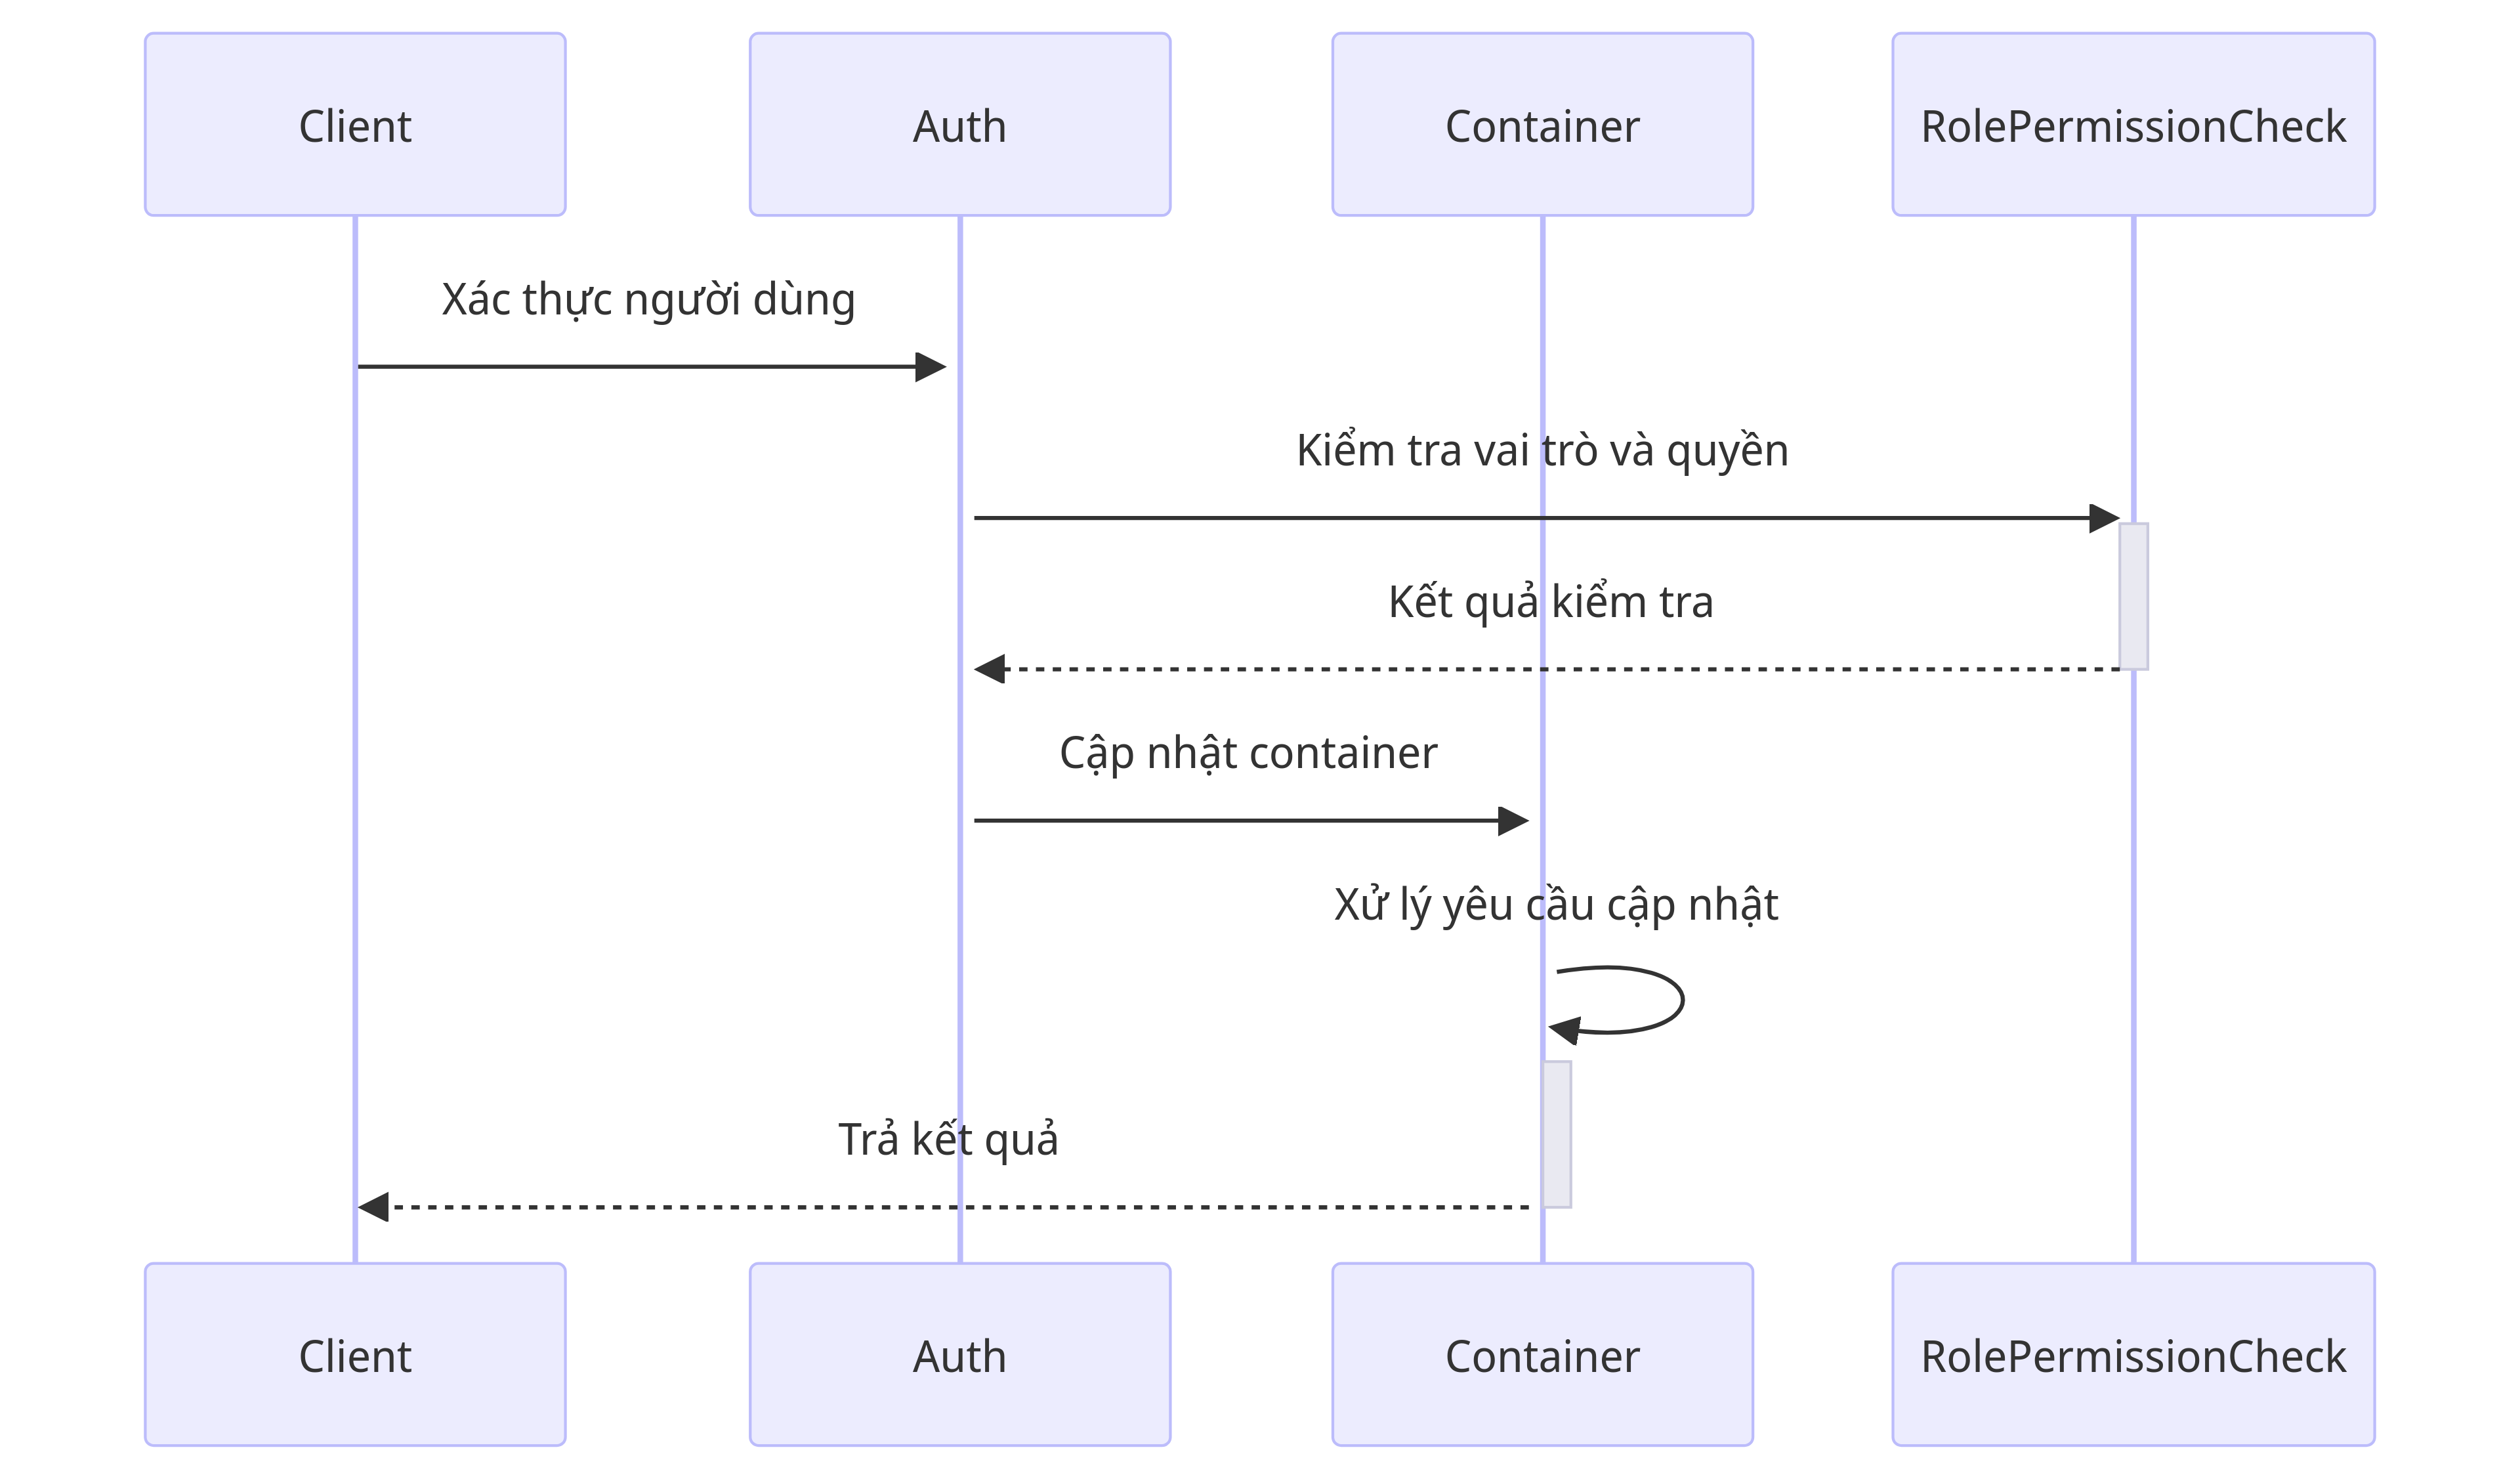 Client
Auth
Container
RolePermissionCheck
Xác thực người dùng
Kiểm tra vai trò và quyền
Kết quả kiểm tra
Cập nhật container
Xử lý yêu cầu cập nhật
Trả kết quả
Client
Auth
Container
RolePermissionCheck